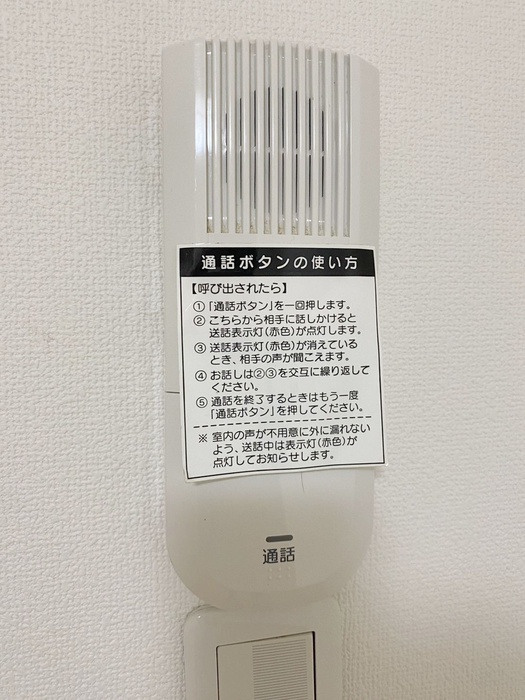 通話ボタンの使い方
【呼び出されたら】
①「通話ボタン」を一回押します。
② こちらから相手に話しかけると
送話表示灯(赤色)が点灯します。
③ 送話表示灯(赤色)が消えている
とき、相手の声が聞こえます。
④ お話しは②③を交互に繰り返して
ください。
⑤ 通話を終了するときはもう一度
「通話ボタン」を押してください。
※ 室内の声が不用意に外に漏れない
よう、送話中は表示灯(赤色)が
点灯してお知らせします。
通話